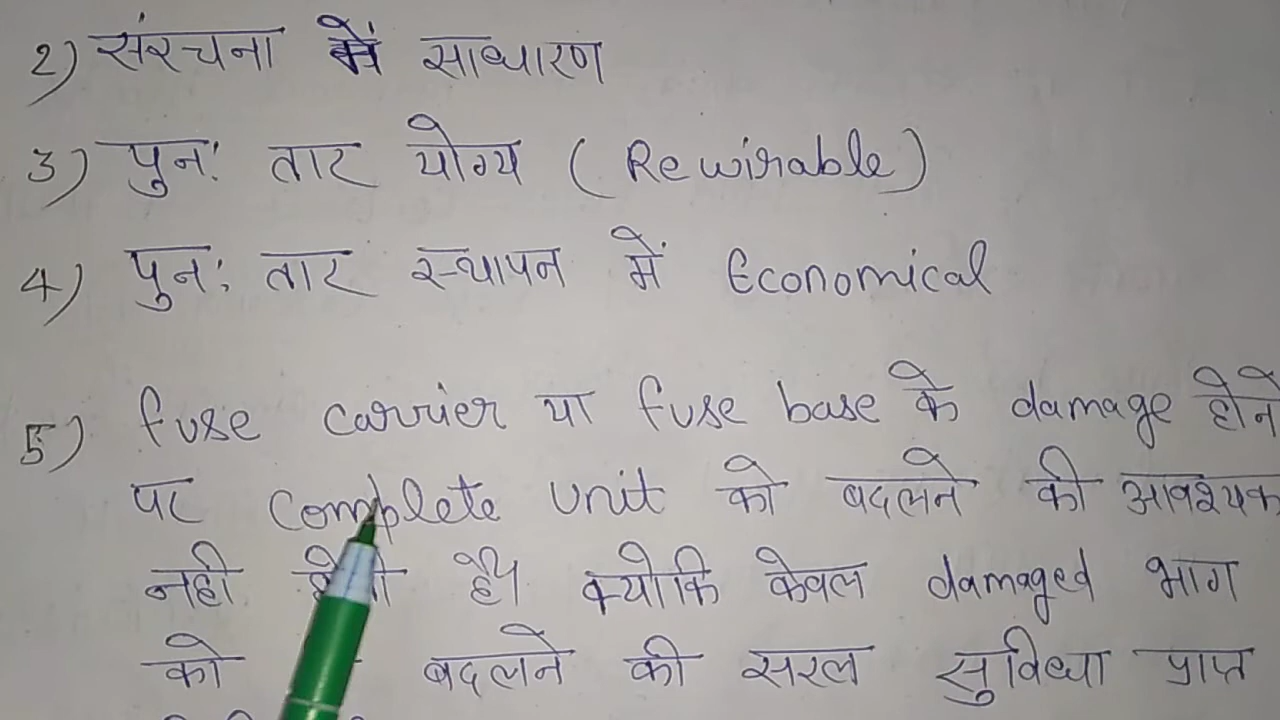 2) संरचना में साधारण
3) पुन: तार योग्य ( Rewirable )
4) पुन: तार स्थापन में Economical
5) fuse carrier या fuse base के damage होने
पर Complete Unit को बदलने की आवश्यक
नही है। क्योकि केवल damaged भाग
को बदलने की सरल सुविधा प्राप्त